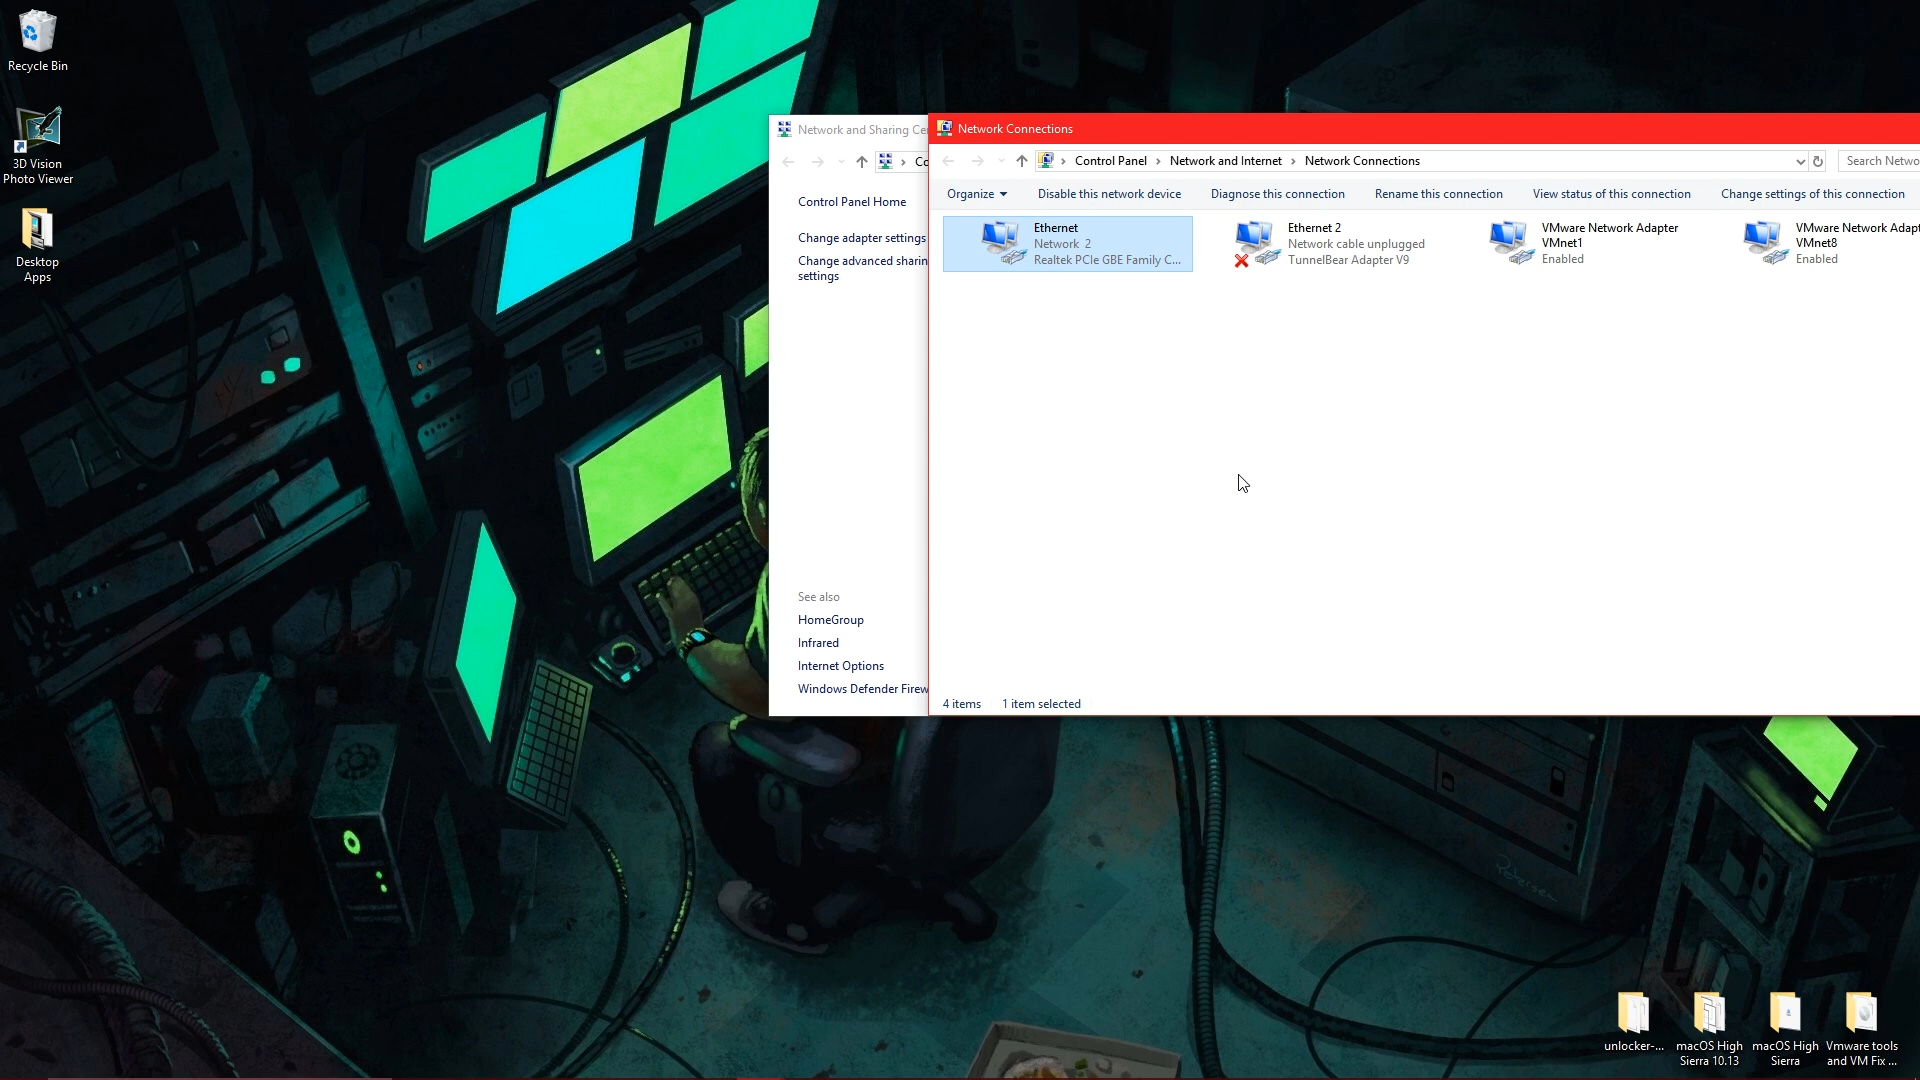 Recycle Bin
3D Vision
Photo Viewer
Desktop
Apps
Network and Sharing Ce
Co
Control Panel Home
Change adapter settings
Change advanced sharin
settings
See also
HomeGroup
Infrared
Internet Options
Windows Defender Firew
Network Connections
Control Panel > Network and Internet > Network Connections
Search Netwo
Organize
Disable this network device
Diagnose this connection
Rename this connection
View status of this connection
Change settings of this connection
Ethernet
Network 2
Realtek PCIe GBE Family C...
Ethernet 2
Network cable unplugged
TunnelBear Adapter V9
VMware Network Adapter
VMnet1
Enabled
VMware Network Adapt
VMnet8
Enabled
4 items
1 item selected
Petersen
unlocker-...
macOS High
Sierra 10.13
macOS High
Sierra
Vmware tools
and VM Fix ...